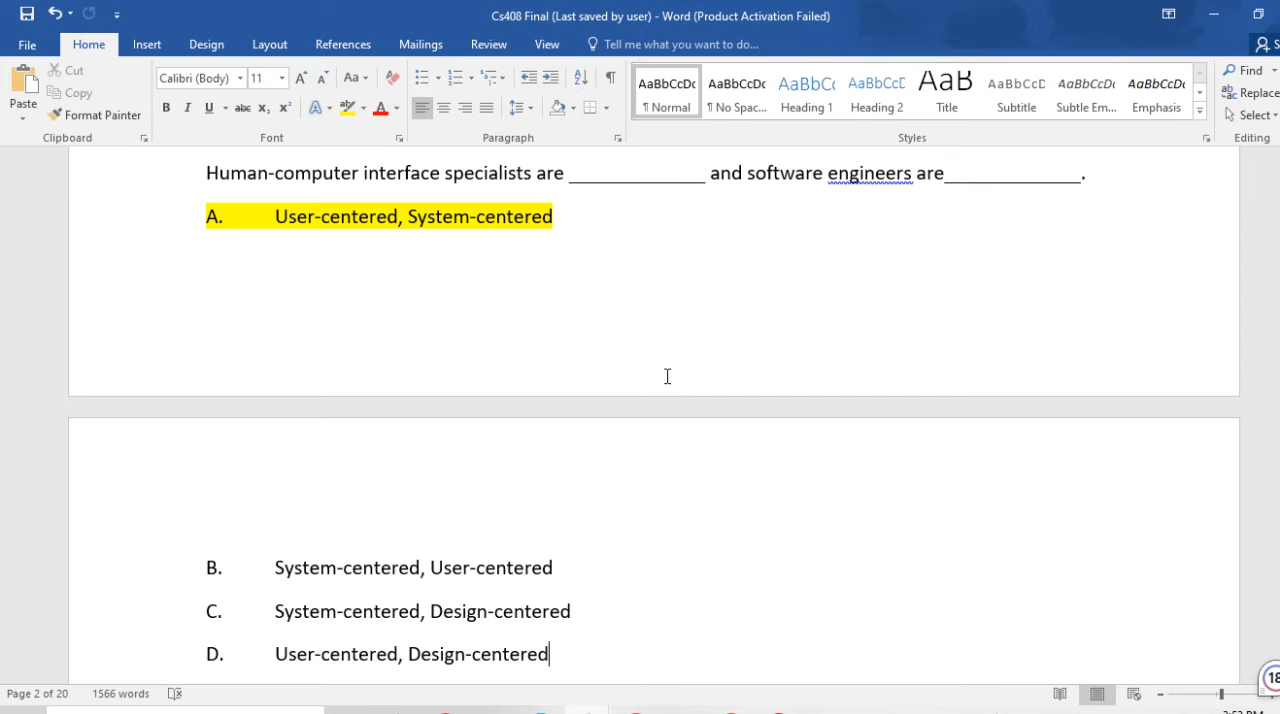 Cs408 Final (Last saved by user) - Word (Product Activation Failed)
File Home Insert Design Layout References Mailings Review View Tell me what you want to do...
Paste
Cut
Copy
Format Painter
Clipboard
Calibri (Body) 11
Font
Paragraph
AaBbCcDc AaBbCcDc AaBbCc AaBbCcD AaB AaBbCcD AaBbCcDc AaBbCcDc
¶ Normal ¶ No Spac... Heading 1 Heading 2 Title Subtitle Subtle Em... Emphasis
Styles
Find
Replace
Select
Editing
Human-computer interface specialists are _____________ and software engineers are_____________.
A. User-centered, System-centered
B. System-centered, User-centered
C. System-centered, Design-centered
D. User-centered, Design-centered
Page 2 of 20 1566 words
18